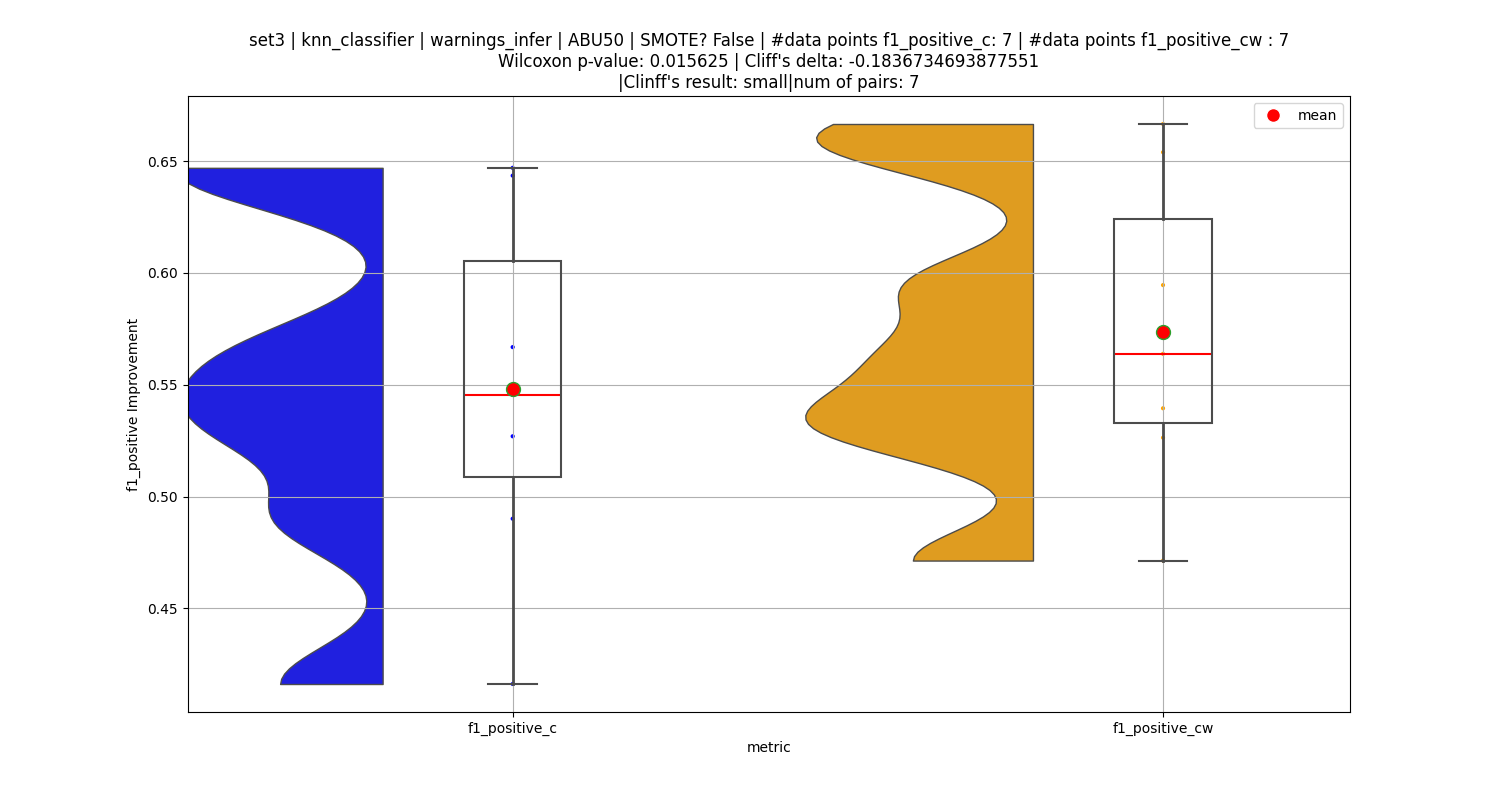 set3 | knn_classifier | warnings_infer | ABU50 | SMOTE? False | #data points f1_positive_c: 7 | #data points f1_positive_cw : 7
Wilcoxon p-value: 0.015625 | Cliff's delta: -0.1836734693877551
|Clinff's result: small|num of pairs: 7
mean
0.65
0.60
0.55
0.50
0.45
f1_positive Improvement
f1_positive_c
f1_positive_cw
metric